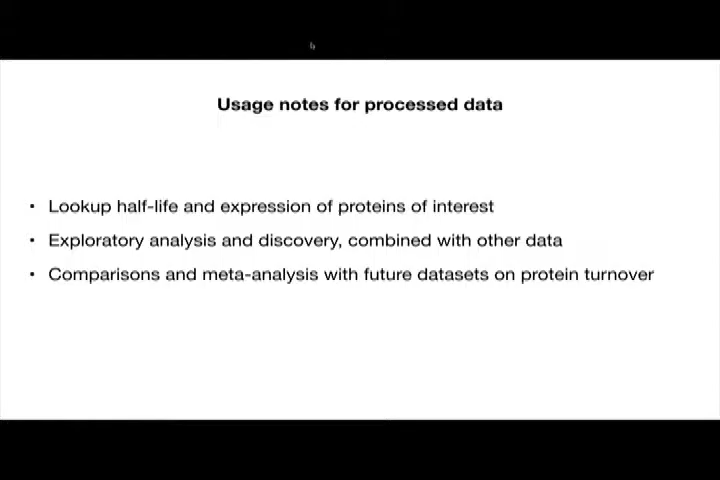 Usage notes for processed data
• Lookup half-life and expression of proteins of interest
• Exploratory analysis and discovery, combined with other data
• Comparisons and meta-analysis with future datasets on protein turnover